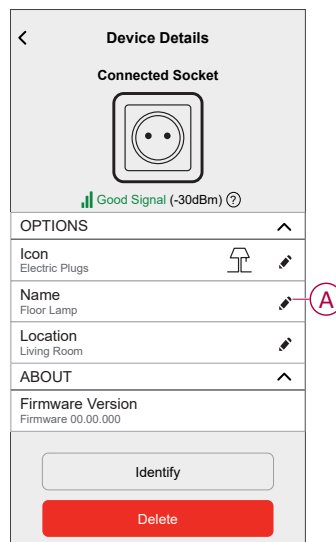 Device Details
Connected Socket
Good Signal (-30dBm) ?
OPTIONS
Icon
Electric Plugs
Name
Floor Lamp
A
Location
Living Room
ABOUT
Firmware Version
Firmware 00.00.000
Identify
Delete